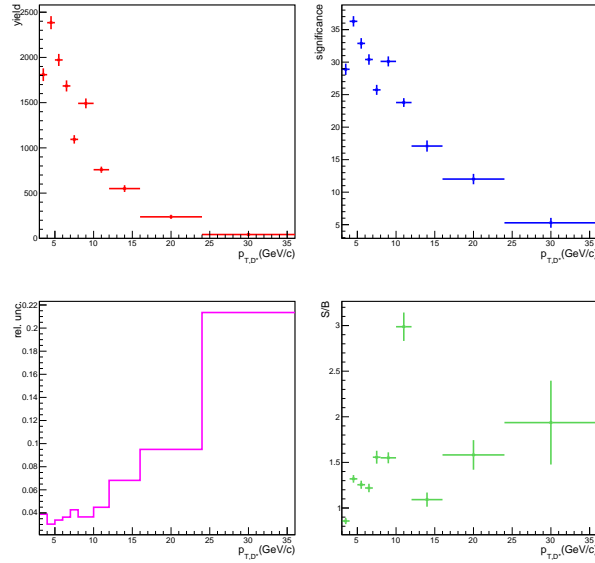 yield
2500
2000
1500
1000
500
0
5 10 15 20 25 30 35
p_{T,D*}(GeV/c)
significance
35
30
25
20
15
10
5
5 10 15 20 25 30 35
p_{T,D*}(GeV/c)
rel. unc.
0.22
0.2
0.18
0.16
0.14
0.12
0.1
0.08
0.06
0.04
5 10 15 20 25 30 35
p_{T,D*}(GeV/c)
S/B
3
2.5
2
1.5
1
5 10 15 20 25 30 35
p_{T,D*}(GeV/c)